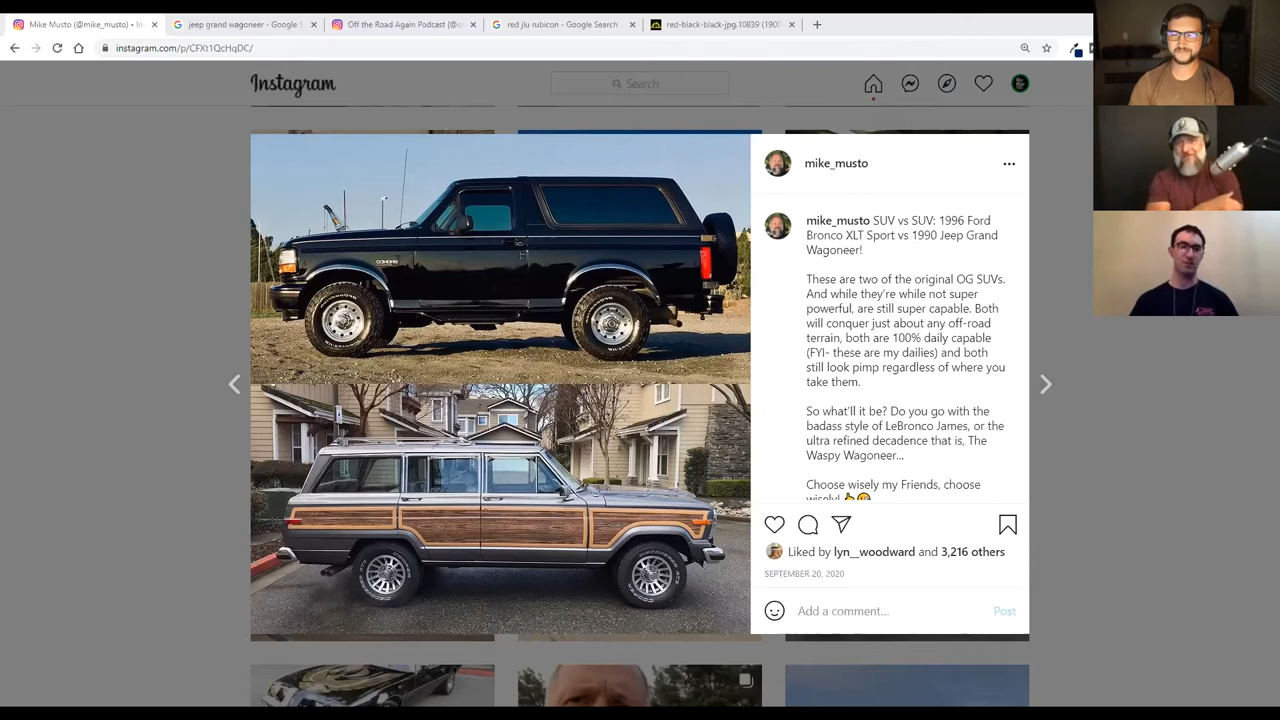 Mike Musto (@mike_musto) • In
jeep grand wagoneer - Google S
Off the Road Again Podcast (@o
red jlu rubicon - Google Search
red-black-black-jpg.10839 (1900
instagram.com/p/CFXt1QcHqDC/
Instagram
Search
mike_musto
mike_musto SUV vs SUV: 1996 Ford
Bronco XLT Sport vs 1990 Jeep Grand
Wagoneer!
These are two of the original OG SUVs.
And while they're while not super
powerful, are still super capable. Both
will conquer just about any off-road
terrain, both are 100% daily capable
(FYI- these are my dailies) and both
still look pimp regardless of where you
take them.
So what'll it be? Do you go with the
badass style of LeBronco James, or the
ultra refined decadence that is, The
Waspy Wagoneer...
Choose wisely my Friends, choose
wisely!
Liked by lyn__woodward and 3,216 others
SEPTEMBER 20, 2020
Add a comment...
Post